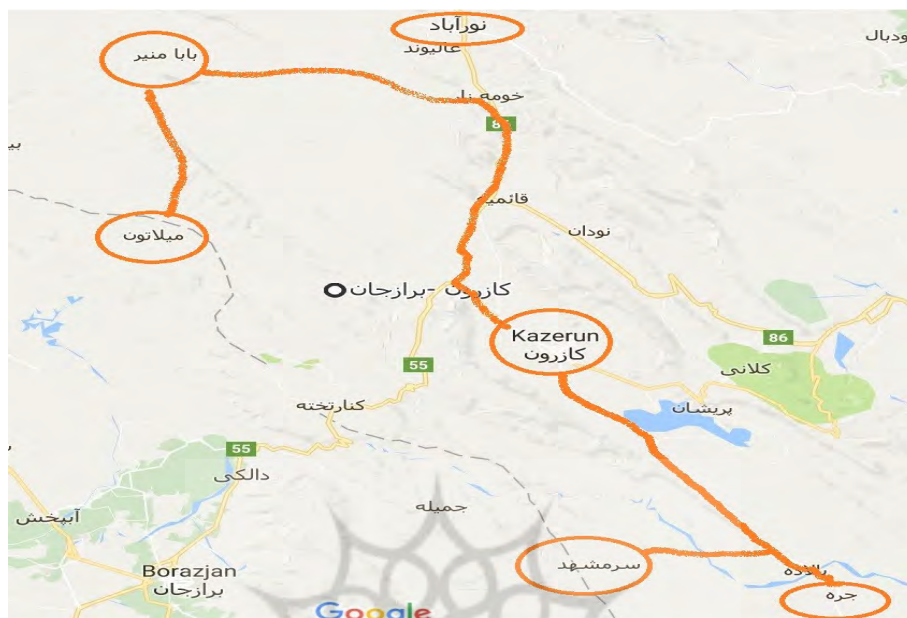 نورآباد
عالیوند
بابا منیر
خومه زار
قائمیه
نودان
میلاتون
کازرون -برازجان
Kazerun
کازرون
86
کلانی
55
پریشان
کنارتخته
55
دالکی
جمیله
آبپخش
سرمشهد
بالاده
Borazjan
برازجان
جره
Google